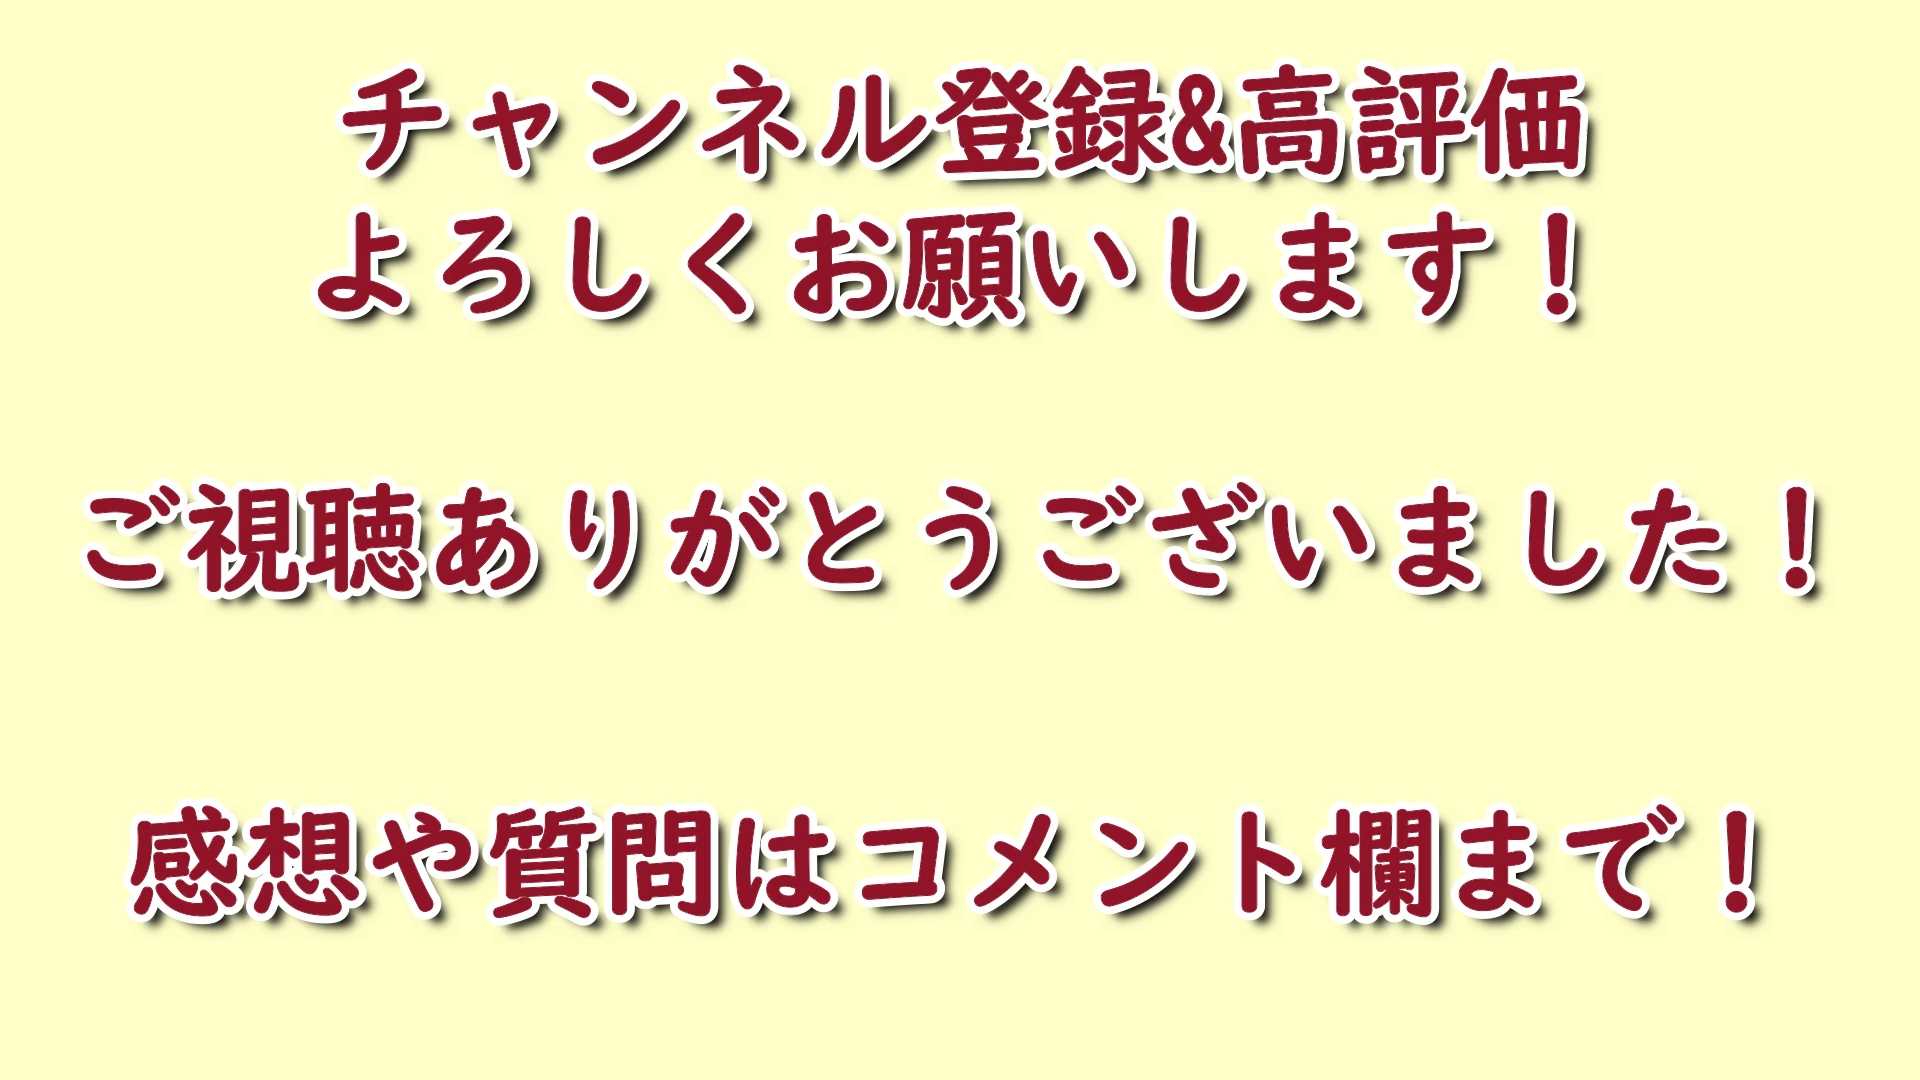 チャンネル登録&高評価
よろしくお願いします！
ご視聴ありがとうございました！
感想や質問はコメント欄まで！